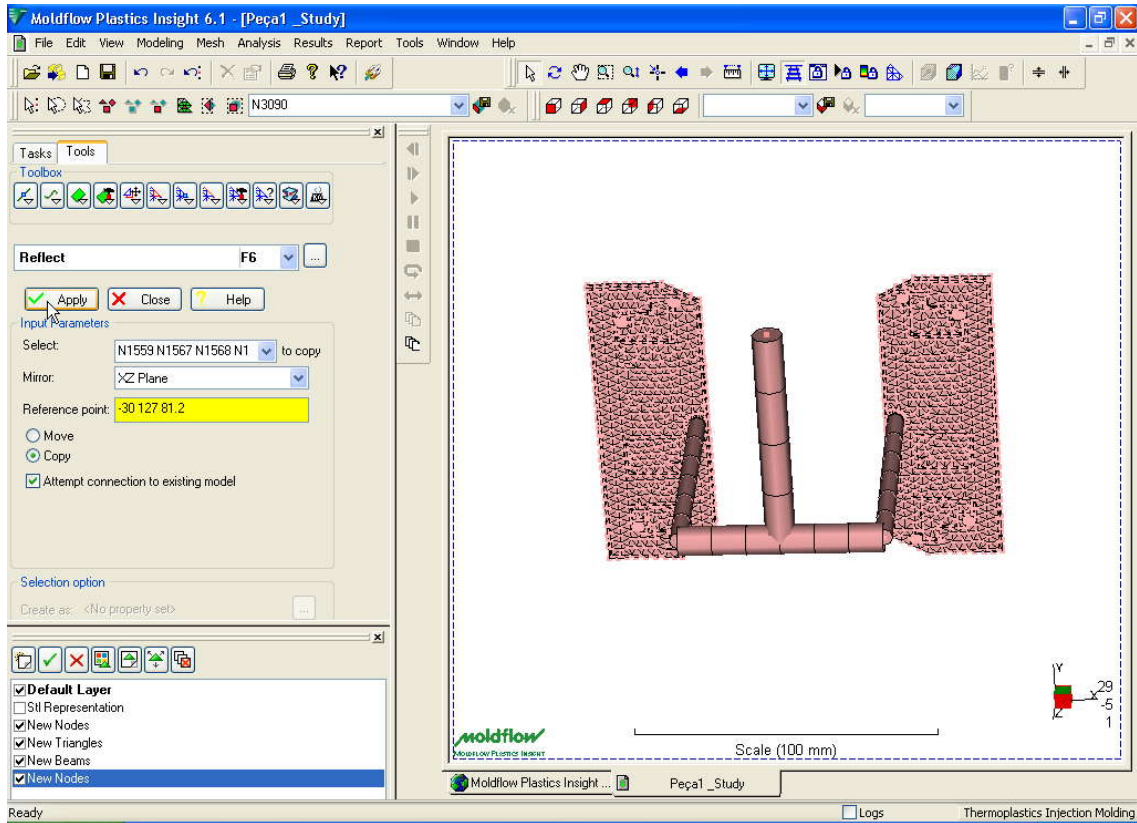 Moldflow Plastics Insight 6.1 - [Peça1 _Study]
File Edit View Modeling Mesh Analysis Results Report Tools Window Help
N3090
Tasks Tools
Toolbox
Reflect F6 ...
Apply Close ? Help
Input Parameters
Select: N1559 N1567 N1568 N1 to copy
Mirror: XZ Plane
Reference point: -30 127 81.2
Move
Copy
Attempt connection to existing model
Selection option
Create as: <No property set> ...
Default Layer
Stl Representation
New Nodes
New Triangles
New Beams
New Nodes
Y
X
Z
29
-5
1
moldflow
MOLDFLOW PLASTICS INSIGHT
Scale (100 mm)
Moldflow Plastics Insight ... Peça1 _Study
Ready Logs Thermoplastics Injection Molding